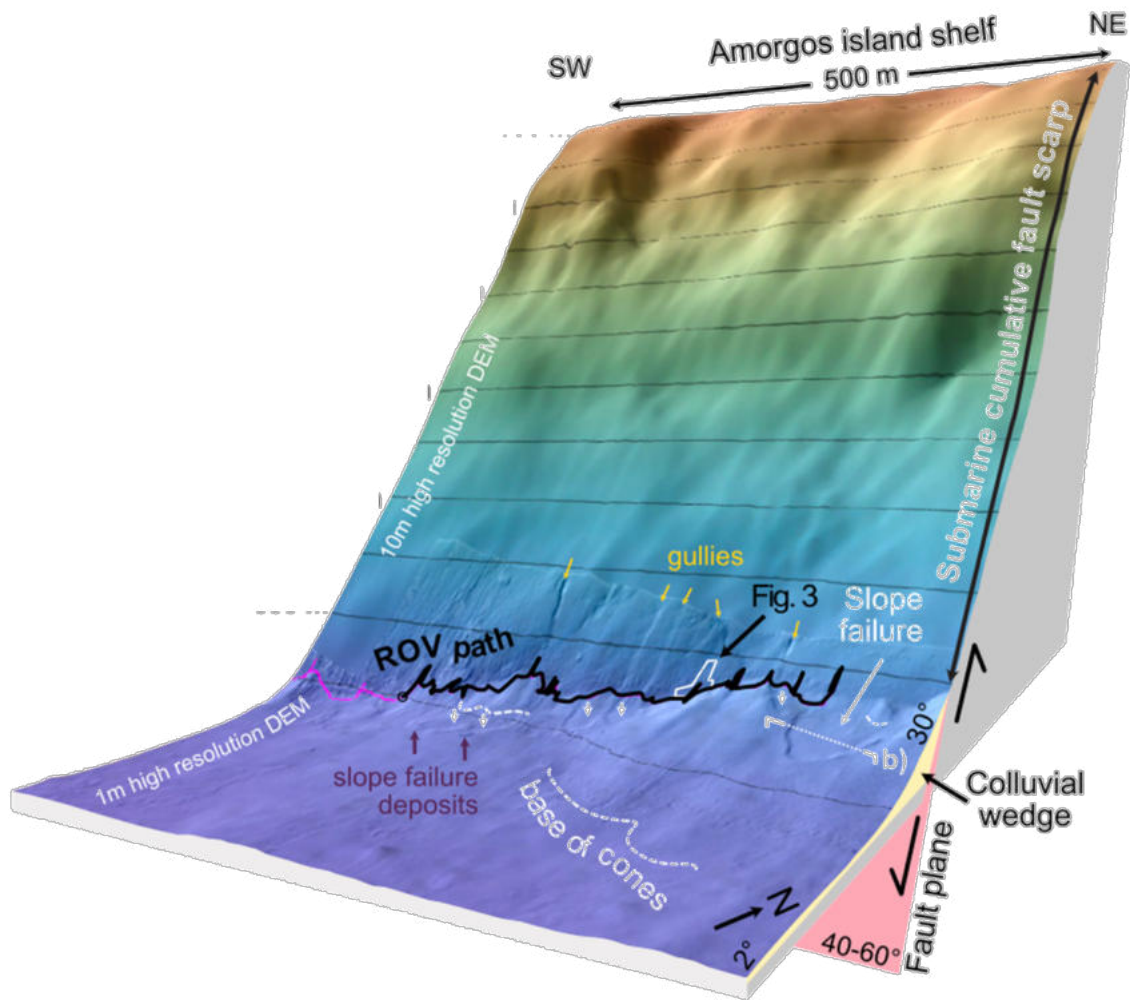 Amorgos island shelf
NE
SW
500 m
Submarine cumulative fault scarp
10m high resolution DEM
gullies
Fig. 3
Slope
failure
ROV path
30°
b)
1m high resolution DEM
slope failure
deposits
Colluvial
wedge
base of cones
Fault plane
N
2°
40-60°